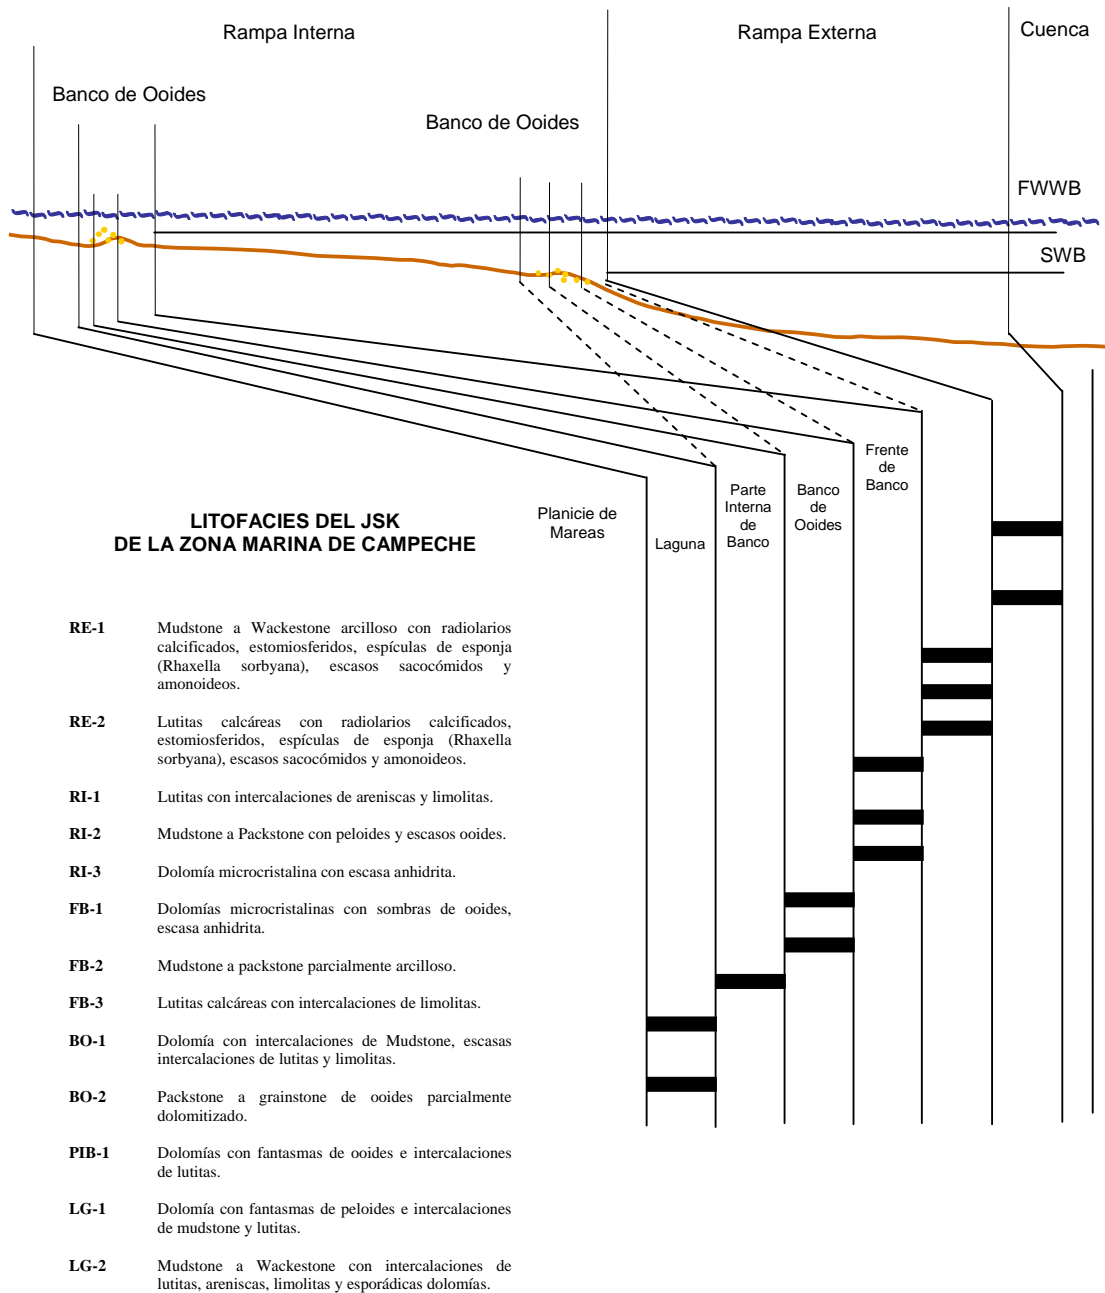 Rampa Interna
Rampa Externa
Cuenca
Banco de Ooides
Banco de Ooides
FWWB
SWB
Frente
de
Banco
Parte
Interna
de
Banco
Banco
de
Ooides
Planicie de
Mareas
Laguna
LITOFACIES DEL JSK
DE LA ZONA MARINA DE CAMPECHE
RE-1 Mudstone a Wackestone arcilloso con radiolarios
calcificados, estomiosferidos, espículas de esponja
(Rhaxella sorbyana), escasos sacocómidos y
amonoideos.
RE-2 Lutitas calcáreas con radiolarios calcificados,
estomiosferidos, espículas de esponja (Rhaxella
sorbyana), escasos sacocómidos y amonoideos.
RI-1 Lutitas con intercalaciones de areniscas y limolitas.
RI-2 Mudstone a Packstone con peloides y escasos ooides.
RI-3 Dolomía microcristalina con escasa anhidrita.
FB-1 Dolomías microcristalinas con sombras de ooides,
escasa anhidrita.
FB-2 Mudstone a packstone parcialmente arcilloso.
FB-3 Lutitas calcáreas con intercalaciones de limolitas.
BO-1 Dolomía con intercalaciones de Mudstone, escasas
intercalaciones de lutitas y limolitas.
BO-2 Packstone a grainstone de ooides parcialmente
dolomitizado.
PIB-1 Dolomías con fantasmas de ooides e intercalaciones
de lutitas.
LG-1 Dolomía con fantasmas de peloides e intercalaciones
de mudstone y lutitas.
LG-2 Mudstone a Wackestone con intercalaciones de
lutitas, areniscas, limolitas y esporádicas dolomías.